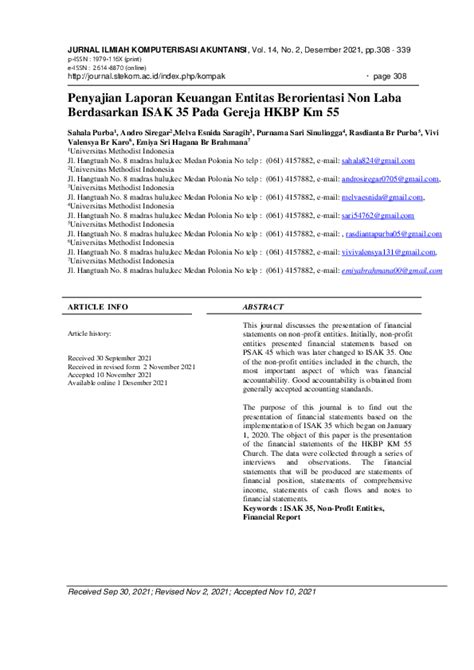 JURNAL ILMIAH KOMPUTERISASI AKUNTANSI, Vol. 14, No. 2, Desember 2021, pp.308 - 339
p-ISSN : 1979-116X (print)
e-ISSN : 2614-8870 (online)
http://journal.stekom.ac.id/index.php/kompak
▪ page 308
Penyajian Laporan Keuangan Entitas Berorientasi Non Laba
Berdasarkan ISAK 35 Pada Gereja HKBP Km 55
Sahala Purba¹, Andro Siregar²,Melva Esnida Saragih³, Purnama Sari Sinulingga⁴, Rasdianta Br Purba⁵, Vivi
Valensya Br Karo⁶, Emiya Sri Hagana Br Brahmana⁷
¹Universitas Methodist Indonesia
Jl. Hangtuah No. 8 madras hulu,kec Medan Polonia No telp : (061) 4157882, e-mail: sahala824@gmail.com
²Universitas Methodist Indonesia
Jl. Hangtuah No. 8 madras hulu,kec Medan Polonia No telp : (061) 4157882, e-mail: androsiregar0705@gmail.com,
³Universitas Methodist Indonesia
Jl. Hangtuah No. 8 madras hulu,kec Medan Polonia No telp : (061) 4157882, e-mail: melvaesnida@gmail.com,
⁴Universitas Methodist Indonesia
Jl. Hangtuah No. 8 madras hulu,kec Medan Polonia No telp : (061) 4157882, e-mail: sari54762@gmail.com
⁵Universitas Methodist Indonesia
Jl. Hangtuah No. 8 madras hulu,kec Medan Polonia No telp : (061) 4157882, e-mail: , rasdiantapurba05@gmail.com
⁶Universitas Methodist Indonesia
Jl. Hangtuah No. 8 madras hulu,kec Medan Polonia No telp : (061) 4157882, e-mail: vivivalensya131@gmail.com,
⁷Universitas Methodist Indonesia
Jl. Hangtuah No. 8 madras hulu,kec Medan Polonia No telp : (061) 4157882, e-mail: emiyabrahmana00@gmail.com
ARTICLE INFO
Article history:
Received 30 September 2021
Received in revised form 2 November 2021
Accepted 10 November 2021
Available online 1 Desember 2021
ABSTRACT
This journal discusses the presentation of financial
statements on non-profit entities. Initially, non-profit
entities presented financial statements based on
PSAK 45 which was later changed to ISAK 35. One
of the non-profit entities included in the church, the
most important aspect of which was financial
accountability. Good accountability is obtained from
generally accepted accounting standards.
The purpose of this journal is to find out the
presentation of financial statements based on the
implementation of ISAK 35 which began on January
1, 2020. The object of this paper is the presentation
of the financial statements of the HKBP KM 55
Church. The data were collected through a series of
interviews and observations. The financial
statements that will be produced are statements of
financial position, statements of comprehensive
income, statements of cash flows and notes to
financial statements.
Keywords : ISAK 35, Non-Profit Entities,
Financial Report
Received Sep 30, 2021; Revised Nov 2, 2021; Accepted Nov 10, 2021